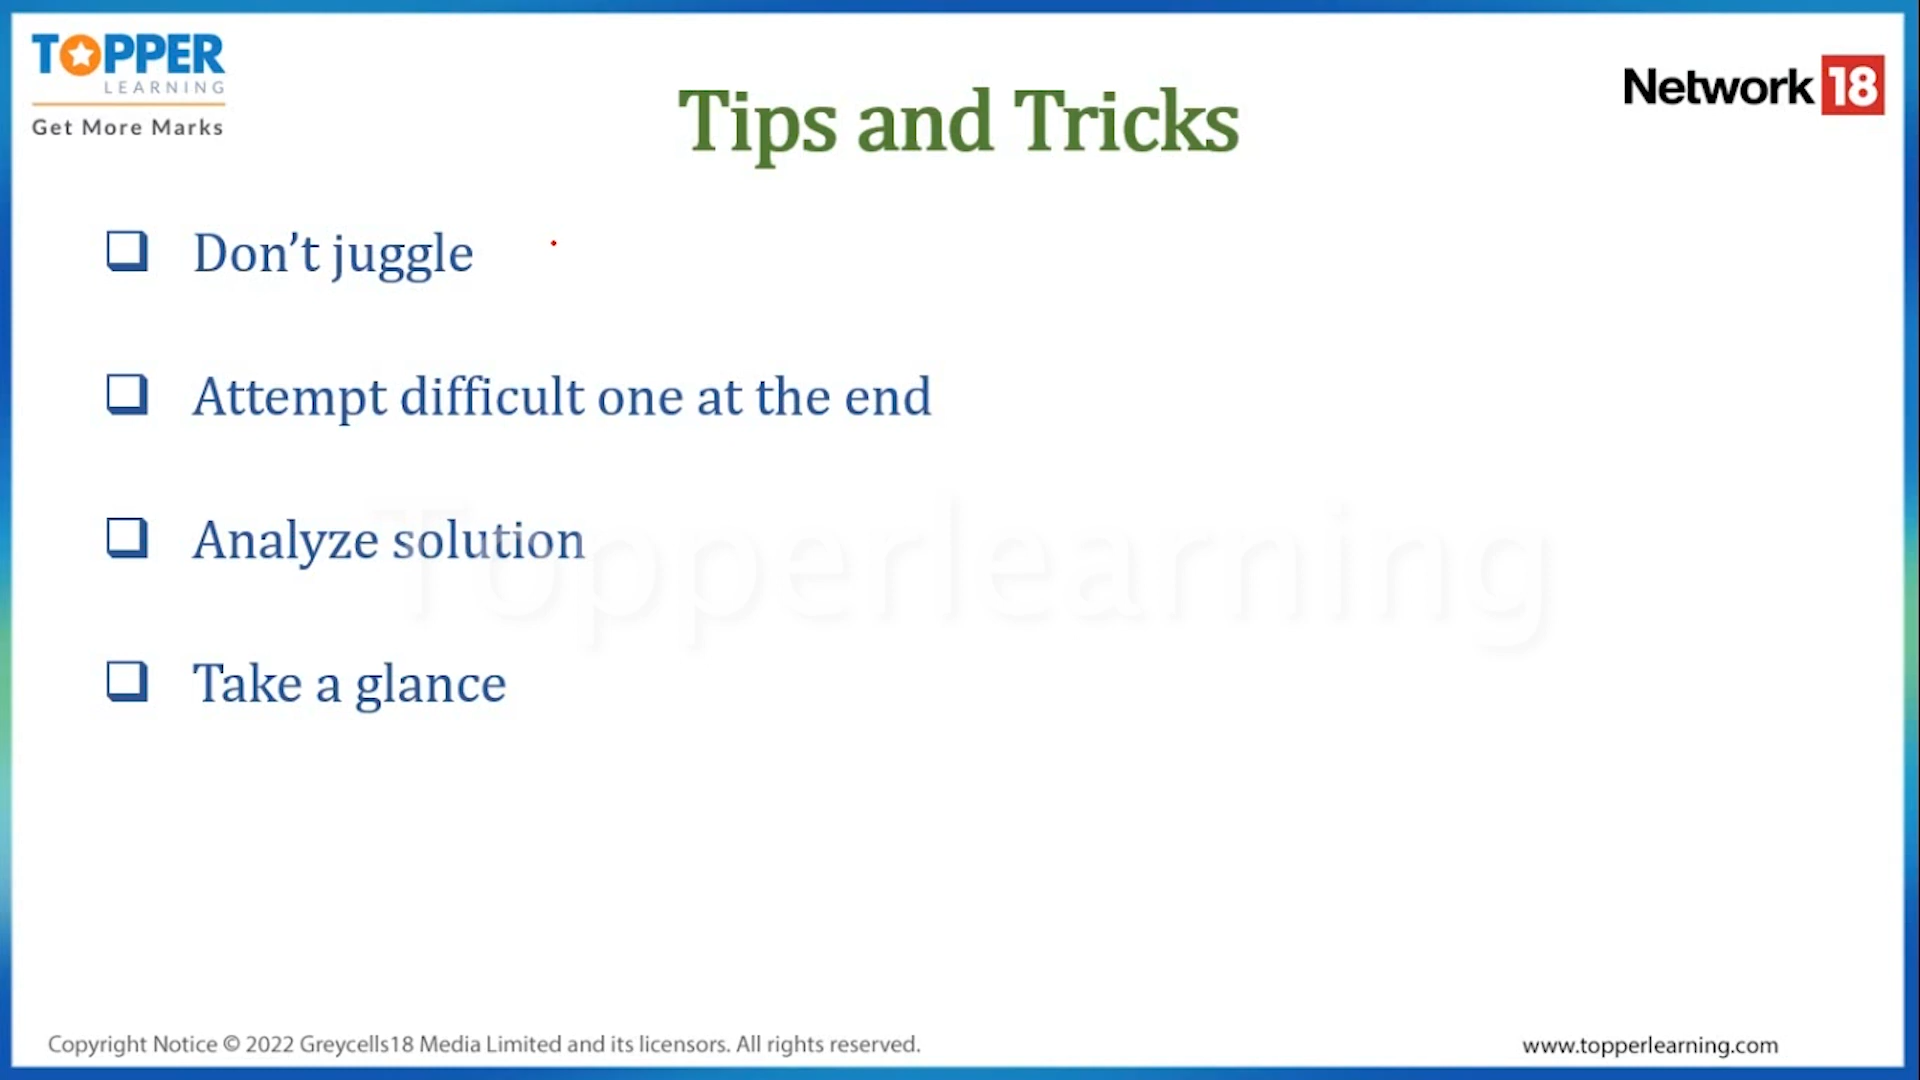 TOPPER
LEARNING
Get More Marks
Network 18
Tips and Tricks
Don’t juggle
Attempt difficult one at the end
Analyze solution
Take a glance
Topperlearning
Copyright Notice © 2022 Greycells18 Media Limited and its licensors. All rights reserved.
www.topperlearning.com